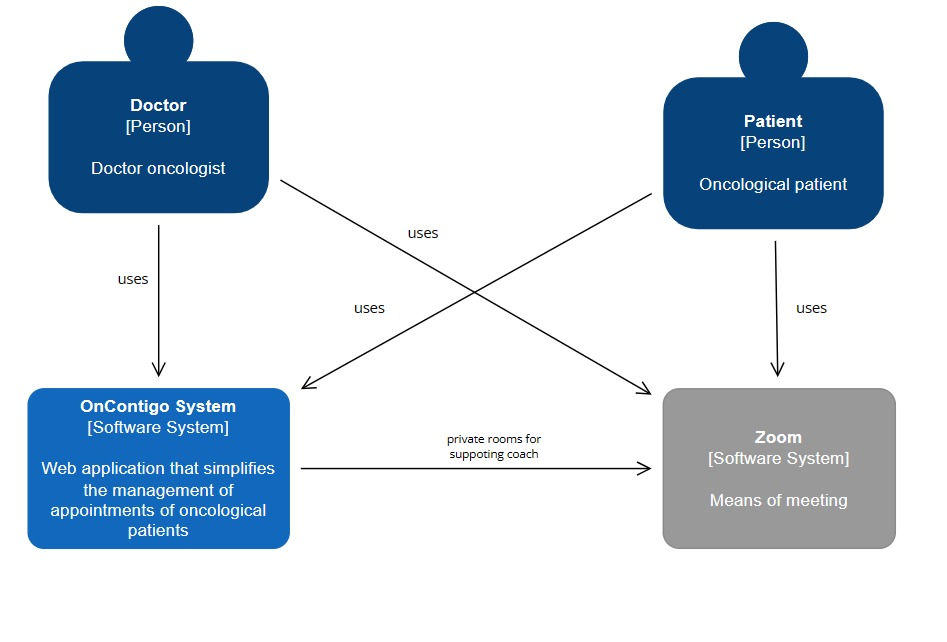 Doctor
[Person]
Doctor oncologist
Patient
[Person]
Oncological patient
uses
uses
uses
uses
OnContigo System
[Software System]
Web application that simplifies
the management of
appointments of oncological
patients
private rooms for
suppoting coach
Zoom
[Software System]
Means of meeting